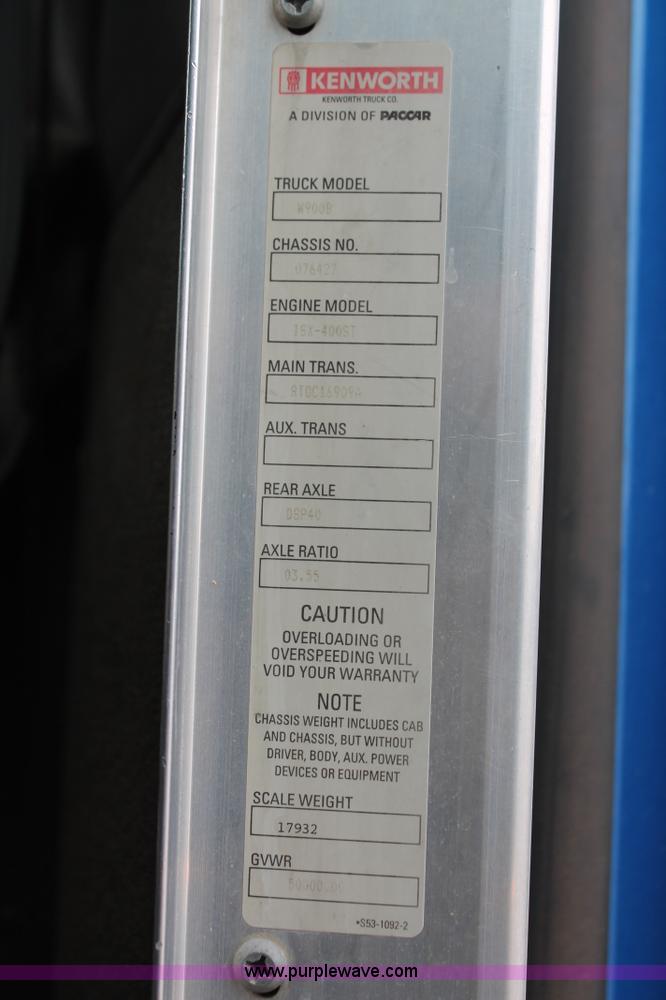 KENWORTH
KENWORTH TRUCK CO.
A DIVISION OF PACCAR
TRUCK MODEL
W900B
CHASSIS NO.
076427
ENGINE MODEL
ISX-400ST
MAIN TRANS.
RTOC16909A
AUX. TRANS
REAR AXLE
DSP40
AXLE RATIO
03.55
CAUTION
OVERLOADING OR
OVERSPEEDING WILL
VOID YOUR WARRANTY
NOTE
CHASSIS WEIGHT INCLUDES CAB
AND CHASSIS, BUT WITHOUT
DRIVER, BODY, AUX. POWER
DEVICES OR EQUIPMENT
SCALE WEIGHT
17932
GVWR
*S53-1092-2
www.purplewave.com